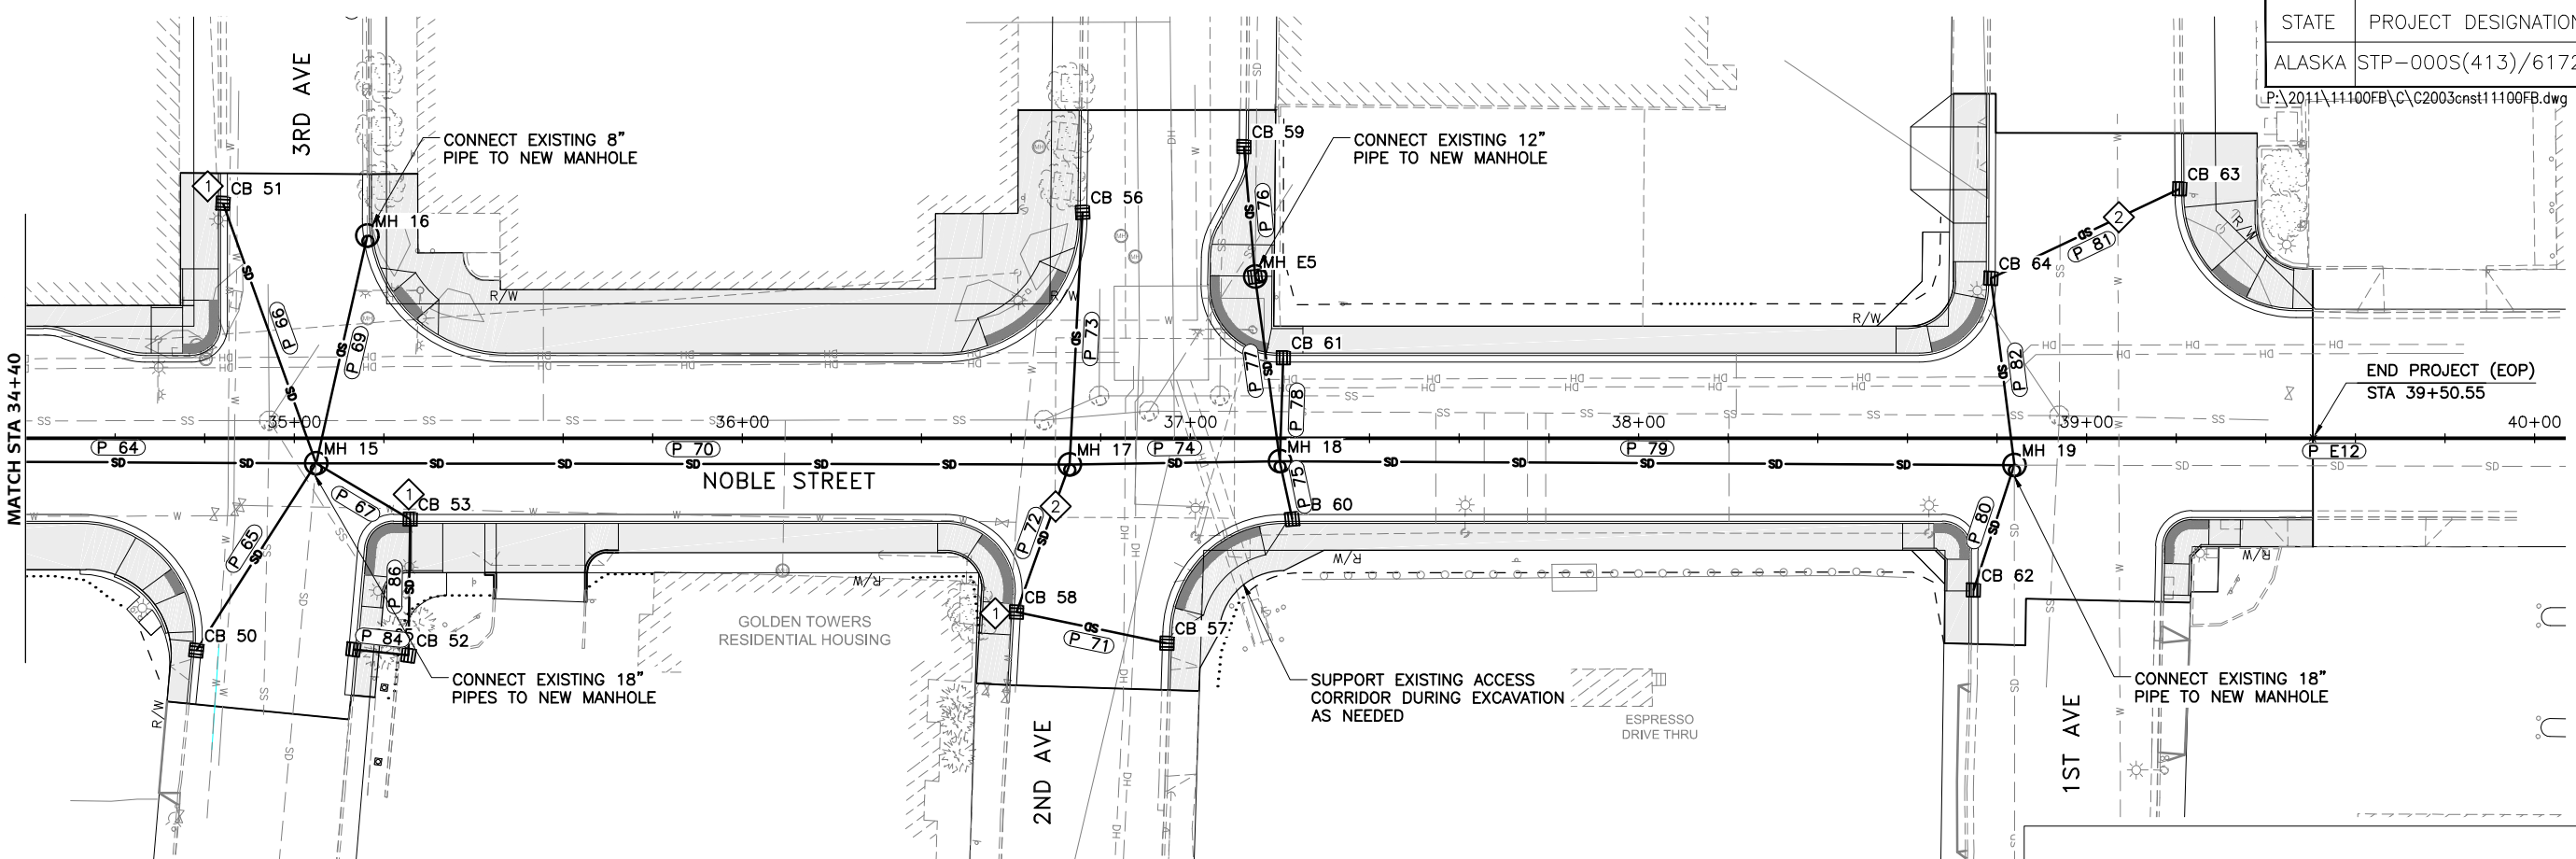 STATE PROJECT DESIGNATION
ALASKA STP-000S(413)/6172
P:\2011\11100FB\C\C2003cnst11100FB.dwg
3RD AVE
CONNECT EXISTING 8"
PIPE TO NEW MANHOLE
CONNECT EXISTING 12"
PIPE TO NEW MANHOLE
CB 59
1
CB 51
MH 16
CB 56
P 76
CB 63
2
P 81
MH E5
CB 64
R/W
R/W
R/W
R/W
P 66
P 69
P 73
P 77
CB 61
P 78
P 82
END PROJECT (EOP)
STA 39+50.55
MATCH STA 34+40
35+00
36+00
37+00
38+00
39+00
40+00
P 64
MH 15
P 70
MH 17
P 74
MH 18
P 79
MH 19
P E12
SD
NOBLE STREET
P 67
1
CB 53
2
P 75
B 60
P 65
P 72
P 80
P 86
R/W
R/W
R/W
CB 62
GOLDEN TOWERS
RESIDENTIAL HOUSING
1
CB 58
CB 57
P 71
CB 50
P 84
CB 52
CONNECT EXISTING 18"
PIPES TO NEW MANHOLE
SUPPORT EXISTING ACCESS
CORRIDOR DURING EXCAVATION
AS NEEDED
ESPRESSO
DRIVE THRU
CONNECT EXISTING 18"
PIPE TO NEW MANHOLE
R/W
2ND AVE
1ST AVE